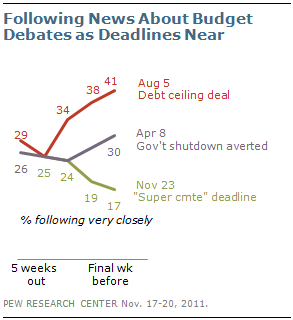 Following News About Budget
Debates as Deadlines Near
41
Aug 5
38
Debt ceiling deal
34
29
Apr 8
Gov't shutdown averted
26
25
24
30
Nov 23
19
"Super cmte" deadline
17
% following very closely
5 weeks
out
Final wk
before
PEW RESEARCH CENTER Nov. 17-20, 2011.